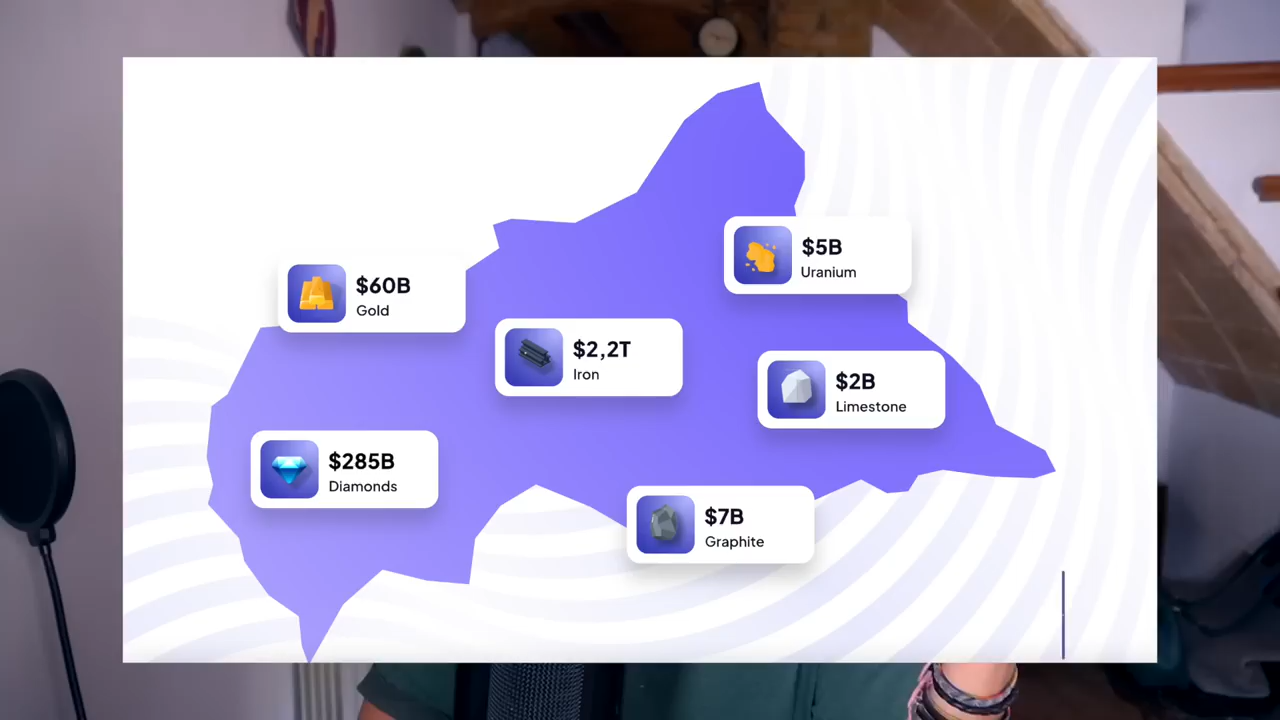 $60B
Gold
$5B
Uranium
$2,2T
Iron
$2B
Limestone
$285B
Diamonds
$7B
Graphite